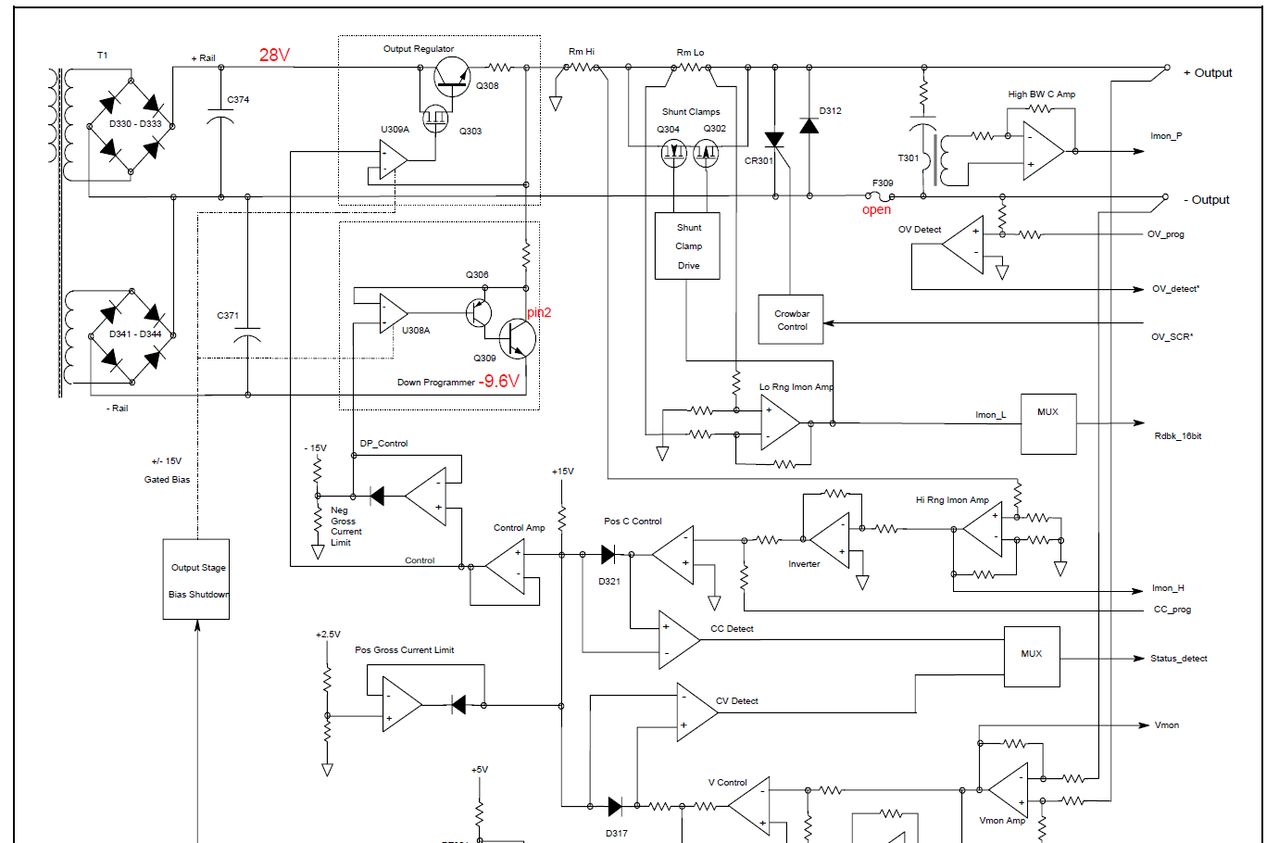 T1
+ Rail
28V
Output Regulator
Rm Hi
Rm Lo
+ Output
Q308
C374
D330 - D333
U309A
Q303
Shunt Clamps
Q304
Q302
D312
CR301
High BW C Amp
Imon_P
T301
F309
open
- Output
Shunt
Clamp
Drive
OV Detect
OV_prog
Q306
pin2
OV_detect*
C371
D341 - D344
U308A
Q309
Crowbar
Control
OV_SCR*
Down Programmer
-9.6V
Lo Rng Imon Amp
- Rail
Imon_L
MUX
Rdbk_16bit
- 15V
DP_Control
+/- 15V
Gated Bias
+15V
Neg
Gross
Current
Limit
Control Amp
Pos C Control
Hi Rng Imon Amp
Control
D321
Inverter
Output Stage
Bias Shutdown
Imon_H
CC_prog
+2.5V
CC Detect
Pos Gross Current Limit
MUX
Status_detect
CV Detect
Vmon
+5V
V Control
Vmon Amp
D317